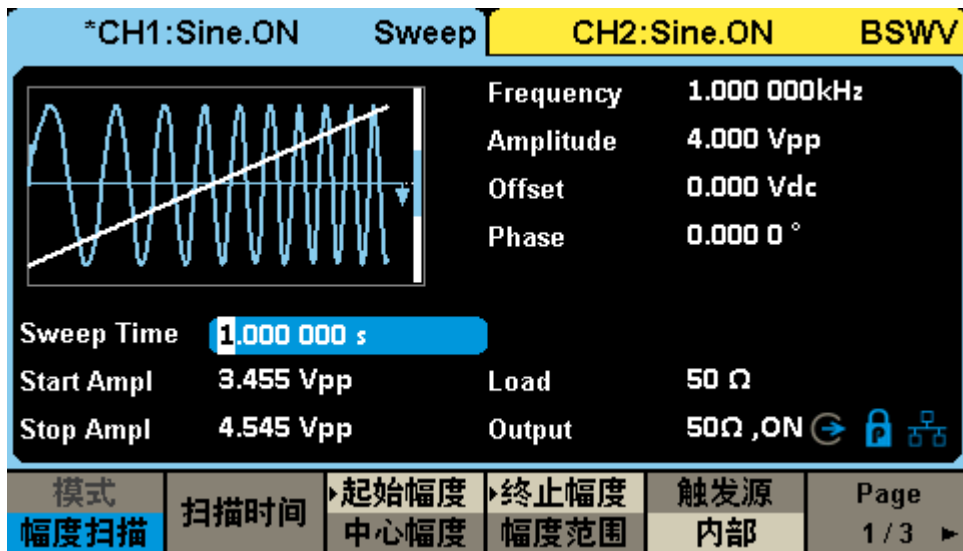 *CH1:Sine.ON Sweep CH2:Sine.ON BSWV
Frequency 1.000 000kHz
Amplitude 4.000 Vpp
Offset 0.000 Vdc
Phase 0.000 0 °
Sweep Time 1.000 000 s
Start Ampl 3.455 Vpp Load 50 Ω
Stop Ampl 4.545 Vpp Output 50Ω ,ON P
模式 扫描时间 起始幅度 终止幅度 触发源 Page
幅度扫描 中心幅度 幅度范围 内部 1/3